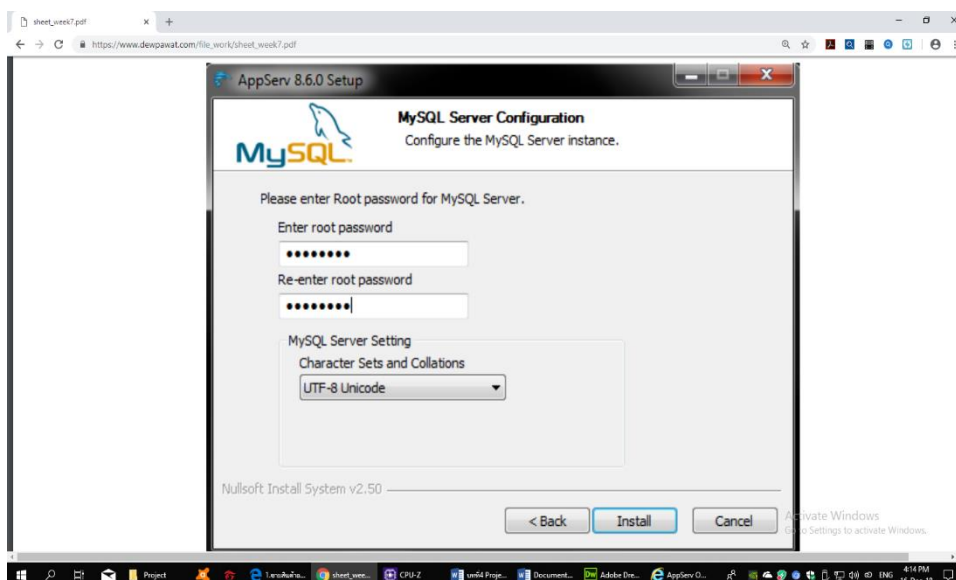 sheet_week7.pdf
https://www.dewpawat.com/file_work/sheet_week7.pdf
AppServ 8.6.0 Setup
MySQL Server Configuration
Configure the MySQL Server instance.
MySQL
Please enter Root password for MySQL Server.
Enter root password
Re-enter root password
MySQL Server Setting
Character Sets and Collations
UTF-8 Unicode
Nullsoft Install System v2.50
< Back
Install
Cancel
Activate Windows
Go to Settings to activate Windows.
Project
sheet_wee...
CPU-Z
Document...
Adobe Dre...
AppServ O...
ENG
4:14 PM